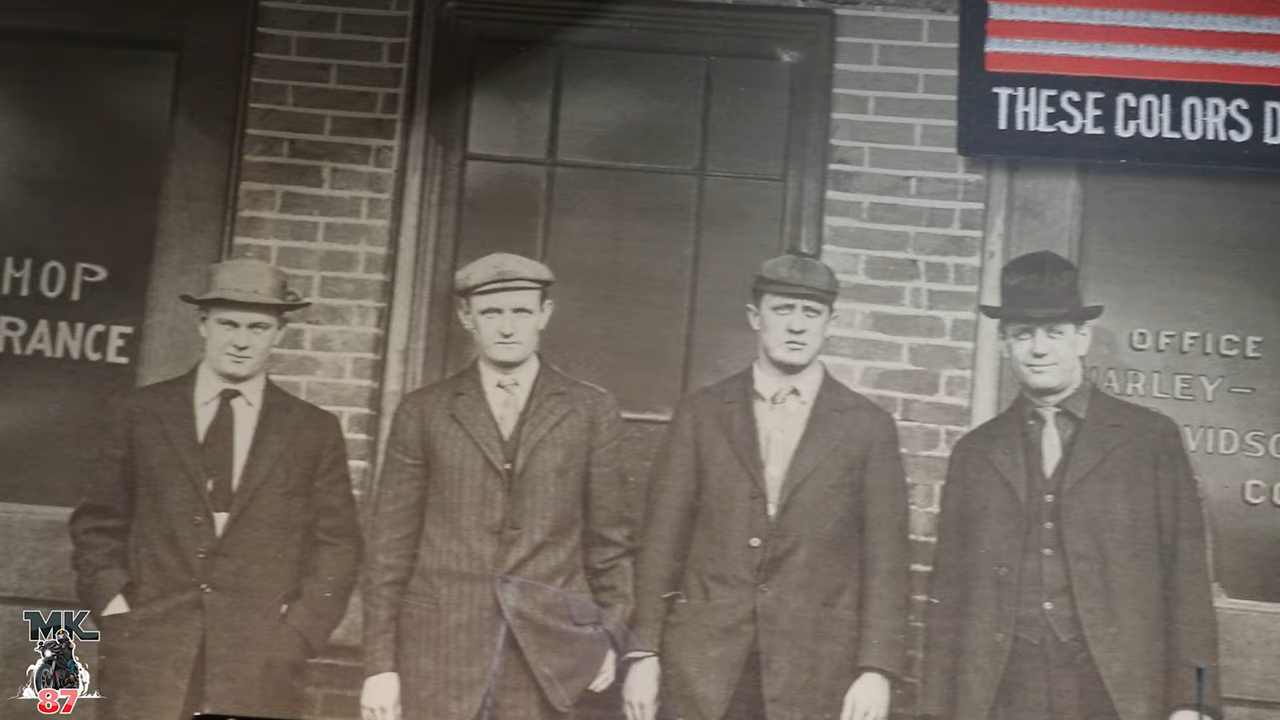 THESE COLORS D
HOP
RANCE
OFFICE
ARLEY-
VIDSO
CO
MK
87